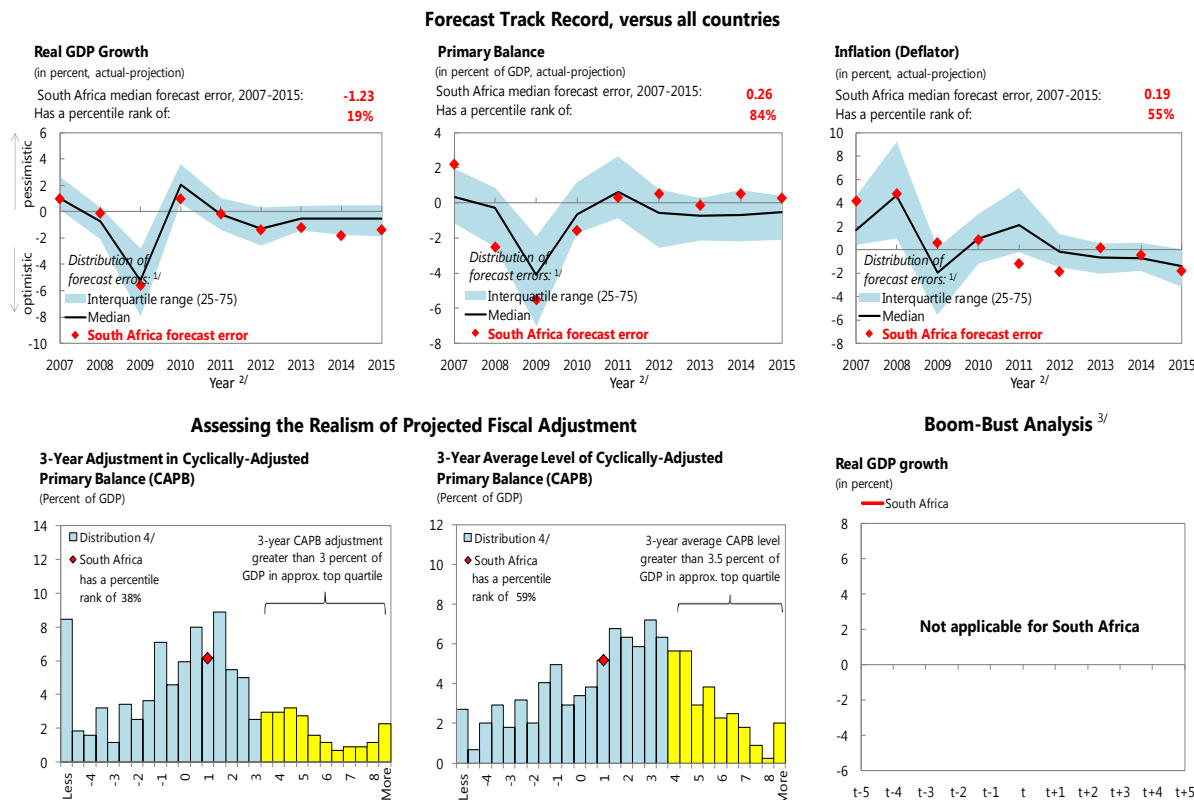 Forecast Track Record, versus all countries
Real GDP Growth
(in percent, actual-projection)
South Africa median forecast error, 2007-2015: -1.23
Has a percentile rank of: 19%
pessimistic
optimistic
6
4
2
0
-2
-4
-6
-8
-10
Distribution of
forecast errors: 1/
Interquartile range (25-75)
Median
South Africa forecast error
2007 2008 2009 2010 2011 2012 2013 2014 2015
Year 2/
Primary Balance
(in percent of GDP, actual-projection)
South Africa median forecast error, 2007-2015: 0.26
Has a percentile rank of: 84%
4
2
0
-2
-4
-6
-8
Distribution of
forecast errors: 1/
Interquartile range (25-75)
Median
South Africa forecast error
2007 2008 2009 2010 2011 2012 2013 2014 2015
Year 2/
Inflation (Deflator)
(in percent, actual-projection)
South Africa median forecast error, 2007-2015: 0.19
Has a percentile rank of: 55%
10
8
6
4
2
0
-2
-4
-6
-8
Distribution of
forecast errors: 1/
Interquartile range (25-75)
Median
South Africa forecast error
2007 2008 2009 2010 2011 2012 2013 2014 2015
Year 2/
Assessing the Realism of Projected Fiscal Adjustment
3-Year Adjustment in Cyclically-Adjusted
Primary Balance (CAPB)
(Percent of GDP)
14
12
10
8
6
4
2
0
Distribution 4/
South Africa
has a percentile
rank of 38%
3-year CAPB adjustment
greater than 3 percent of
GDP in approx. top quartile
Less -4 -3 -2 -1 0 1 2 3 4 5 6 7 8 More
3-Year Average Level of Cyclically-Adjusted
Primary Balance (CAPB)
(Percent of GDP)
12
10
8
6
4
2
0
Distribution 4/
South Africa
has a percentile
rank of 59%
3-year average CAPB level
greater than 3.5 percent of
GDP in approx. top quartile
Less -4 -3 -2 -1 0 1 2 3 4 5 6 7 8 More
Boom-Bust Analysis 3/
Real GDP growth
(in percent)
South Africa
8
6
4
2
0
-2
-4
-6
Not applicable for South Africa
t-5 t-4 t-3 t-2 t-1 t t+1 t+2 t+3 t+4 t+5